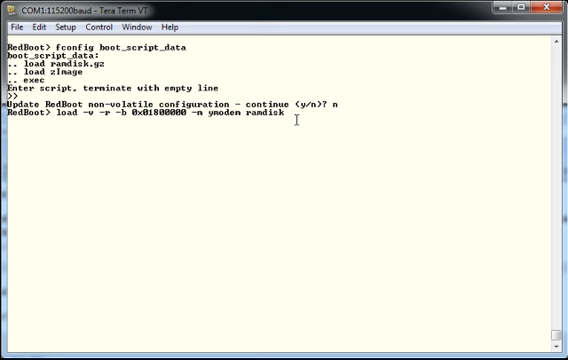 COM1:115200baud - Tera Term VT
File Edit Setup Control Window Help
RedBoot> fconfig boot_script_data
boot_script_data:
.. load ramdisk.gz
.. load zImage
.. exec
Enter script, terminate with empty line
>>
Update RedBoot non-volatile configuration - continue (y/n)? n
RedBoot> load -v -r -b 0x01800000 -m ymodem ramdisk